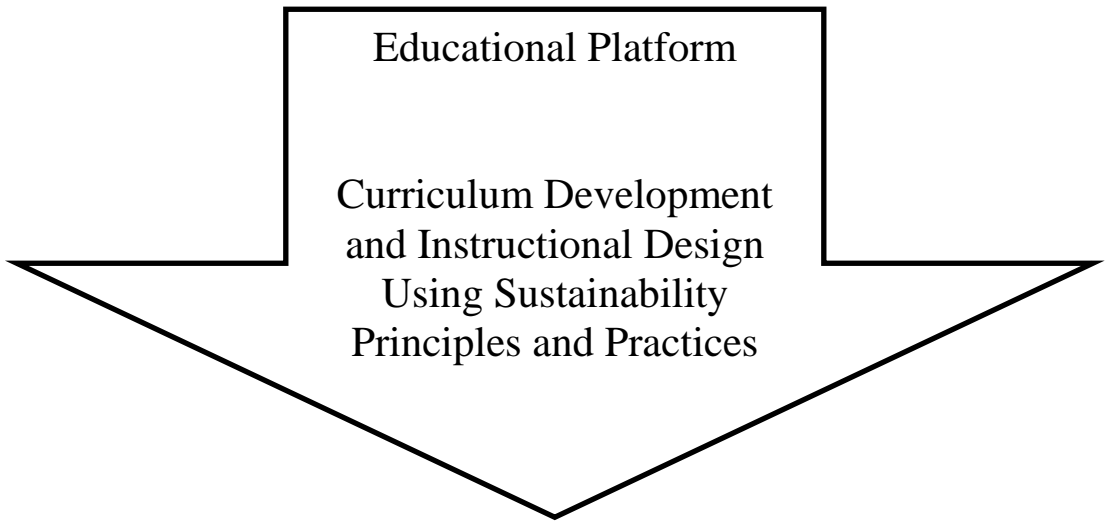 Educational Platform
Curriculum Development
and Instructional Design
Using Sustainability
Principles and Practices